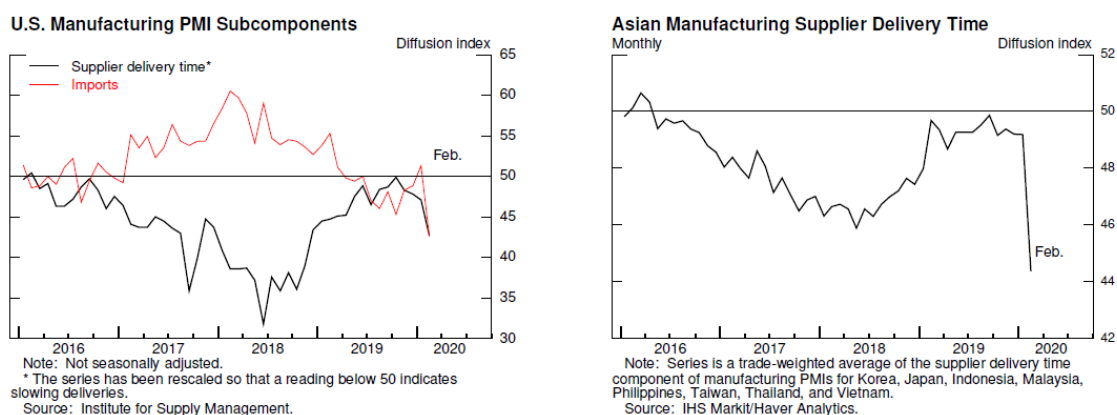 U.S. Manufacturing PMI Subcomponents
Diffusion index
Supplier delivery time*
Imports
65
60
55
50
45
40
35
30
Feb.
2016 2017 2018 2019 2020
Note: Not seasonally adjusted.
* The series has been rescaled so that a reading below 50 indicates
slowing deliveries.
Source: Institute for Supply Management.
Asian Manufacturing Supplier Delivery Time
Monthly Diffusion index
52
50
48
46
44
42
Feb.
2016 2017 2018 2019 2020
Note: Series is a trade-weighted average of the supplier delivery time
component of manufacturing PMIs for Korea, Japan, Indonesia, Malaysia,
Philippines, Taiwan, Thailand, and Vietnam.
Source: IHS Markit/Haver Analytics.